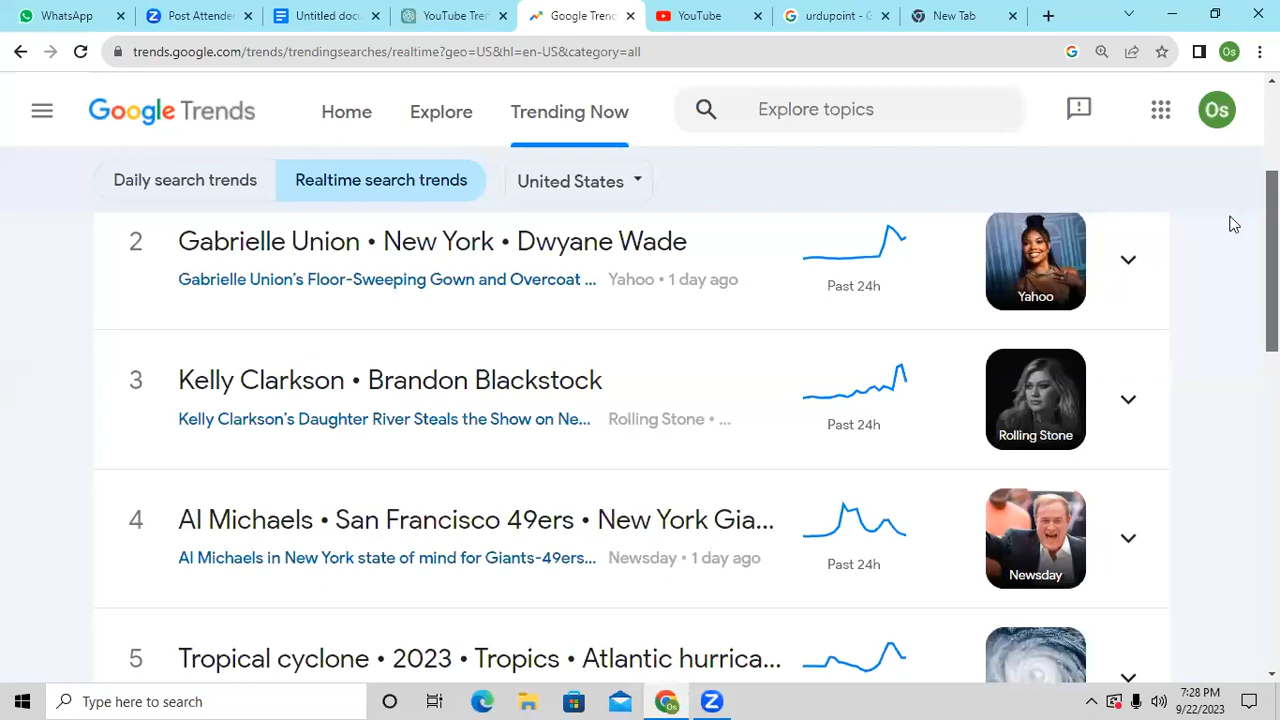 WhatsApp
Post Attend
Untitled docu
YouTube Tren
Google Trend
YouTube
urdupoint - G
New Tab
trends.google.com/trends/trendingsearches/realtime?geo=US&hl=en-US&category=all
Os
Google Trends
Home
Explore
Trending Now
Explore topics
Os
Daily search trends
Realtime search trends
United States
2
Gabrielle Union • New York • Dwyane Wade
Gabrielle Union's Floor-Sweeping Gown and Overcoat ... Yahoo • 1 day ago
Past 24h
Yahoo
3
Kelly Clarkson • Brandon Blackstock
Kelly Clarkson's Daughter River Steals the Show on Ne... Rolling Stone • ...
Past 24h
Rolling Stone
4
Al Michaels • San Francisco 49ers • New York Gia...
Al Michaels in New York state of mind for Giants-49ers... Newsday • 1 day ago
Past 24h
Newsday
5
Tropical cyclone • 2023 • Tropics • Atlantic hurrica...
Type here to search
Os
7:28 PM
9/22/2023